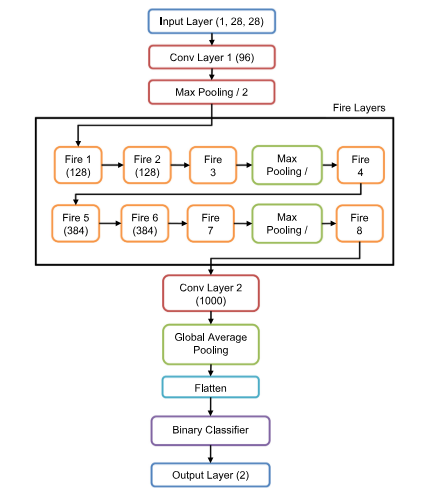 Input Layer (1, 28, 28)
Conv Layer 1 (96)
Max Pooling / 2
Fire Layers
Fire 1
(128)
Fire 2
(128)
Fire
3
Max
Pooling /
Fire
4
Fire 5
(384)
Fire 6
(384)
Fire
7
Max
Pooling /
Fire
8
Conv Layer 2
(1000)
Global Average
Pooling
Flatten
Binary Classifier
Output Layer (2)